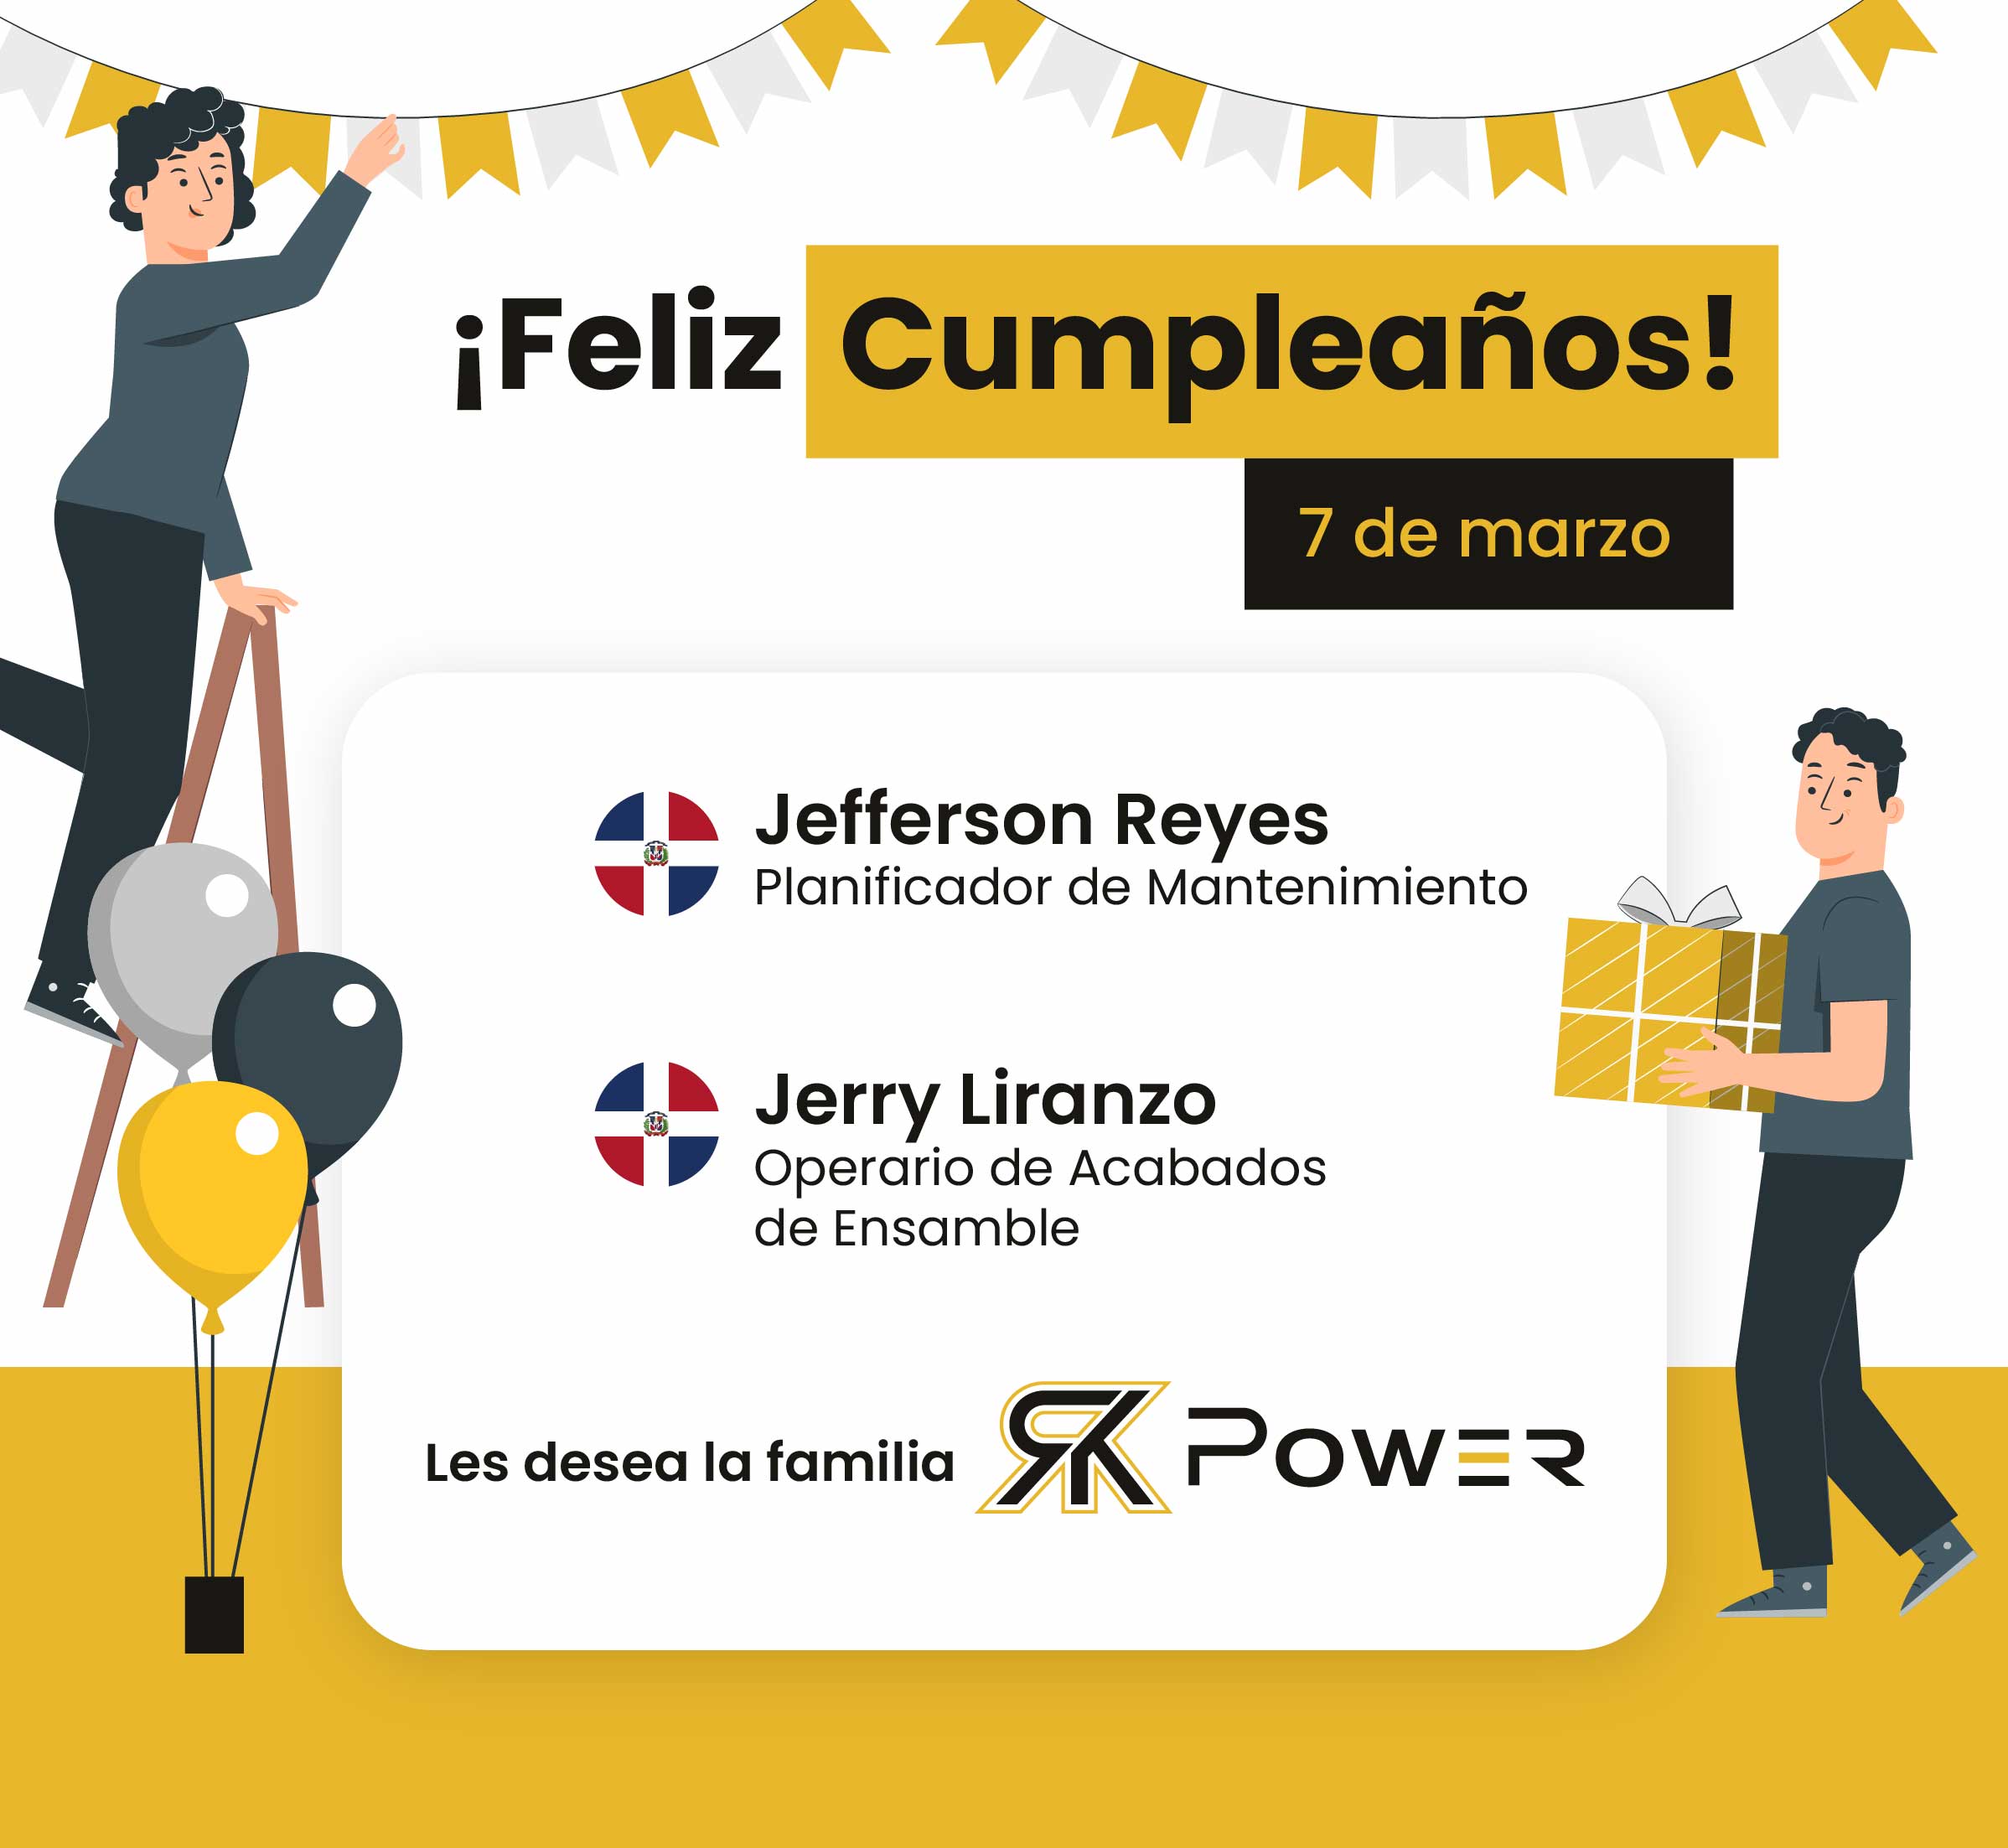 ¡Feliz Cumpleaños!
7 de marzo
Jefferson Reyes
Planificador de Mantenimiento
Jerry Liranzo
Operario de Acabados
de Ensamble
Les desea la familia RK POWER